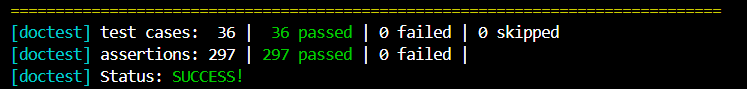 ===============================================================================
[doctest] test cases:  36 |  36 passed | 0 failed | 0 skipped
[doctest] assertions: 297 | 297 passed | 0 failed |
[doctest] Status: SUCCESS!